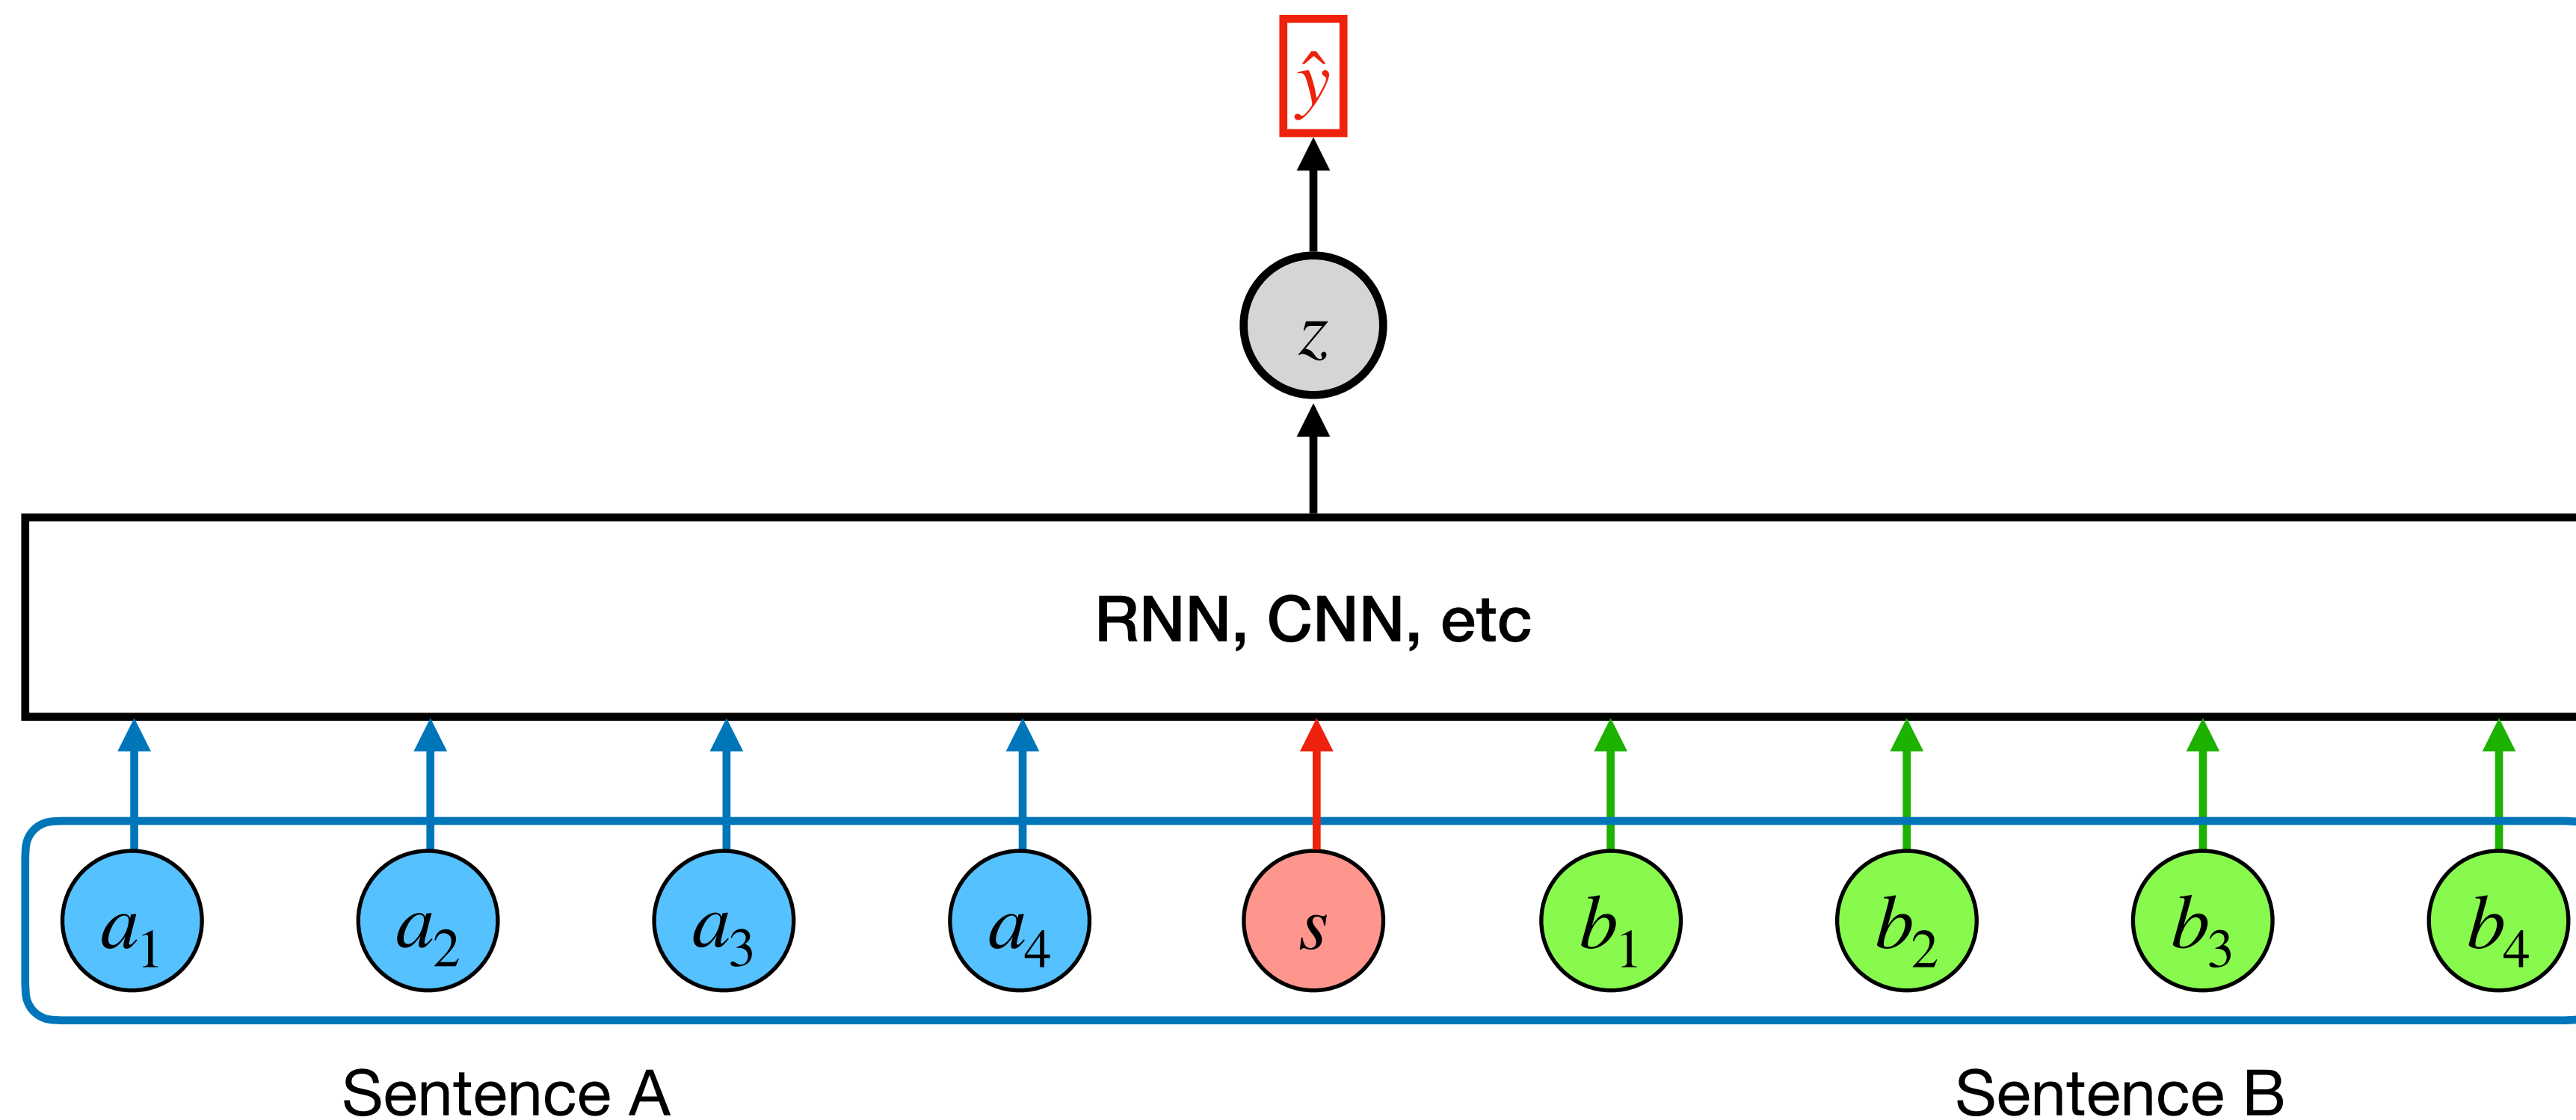 ŷ
z
RNN, CNN, etc
a₁ a₂ a₃ a₄ s b₁ b₂ b₃ b₄
Sentence A Sentence B